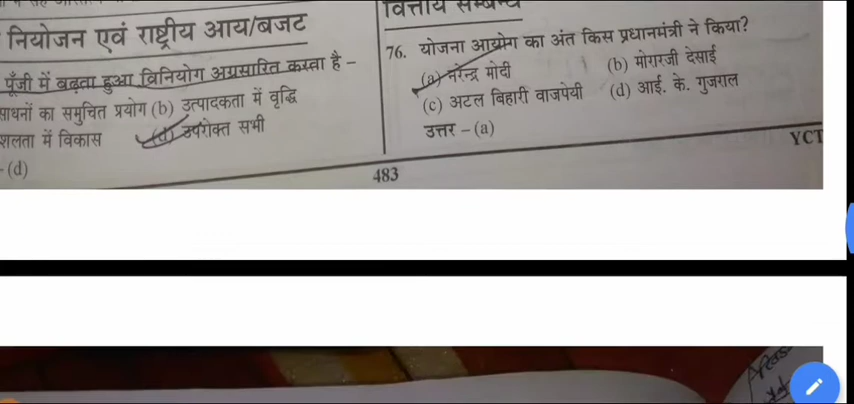 नियोजन एवं राष्ट्रीय आय/बजट
पूँजी में बढ़ता हुआ विनियोग अग्रसारित करता है -
साधनों का समुचित प्रयोग (b) उत्पादकता में वृद्धि
शलता में विकास (d) उपरोक्त सभी
- (d)
वित्तीय सम्बन्ध
76. योजना आयोग का अंत किस प्रधानमंत्री ने किया?
(a) नरेन्द्र मोदी (b) मोरारजी देसाई
(c) अटल बिहारी वाजपेयी (d) आई. के. गुजराल
उत्तर - (a)
483
YCT